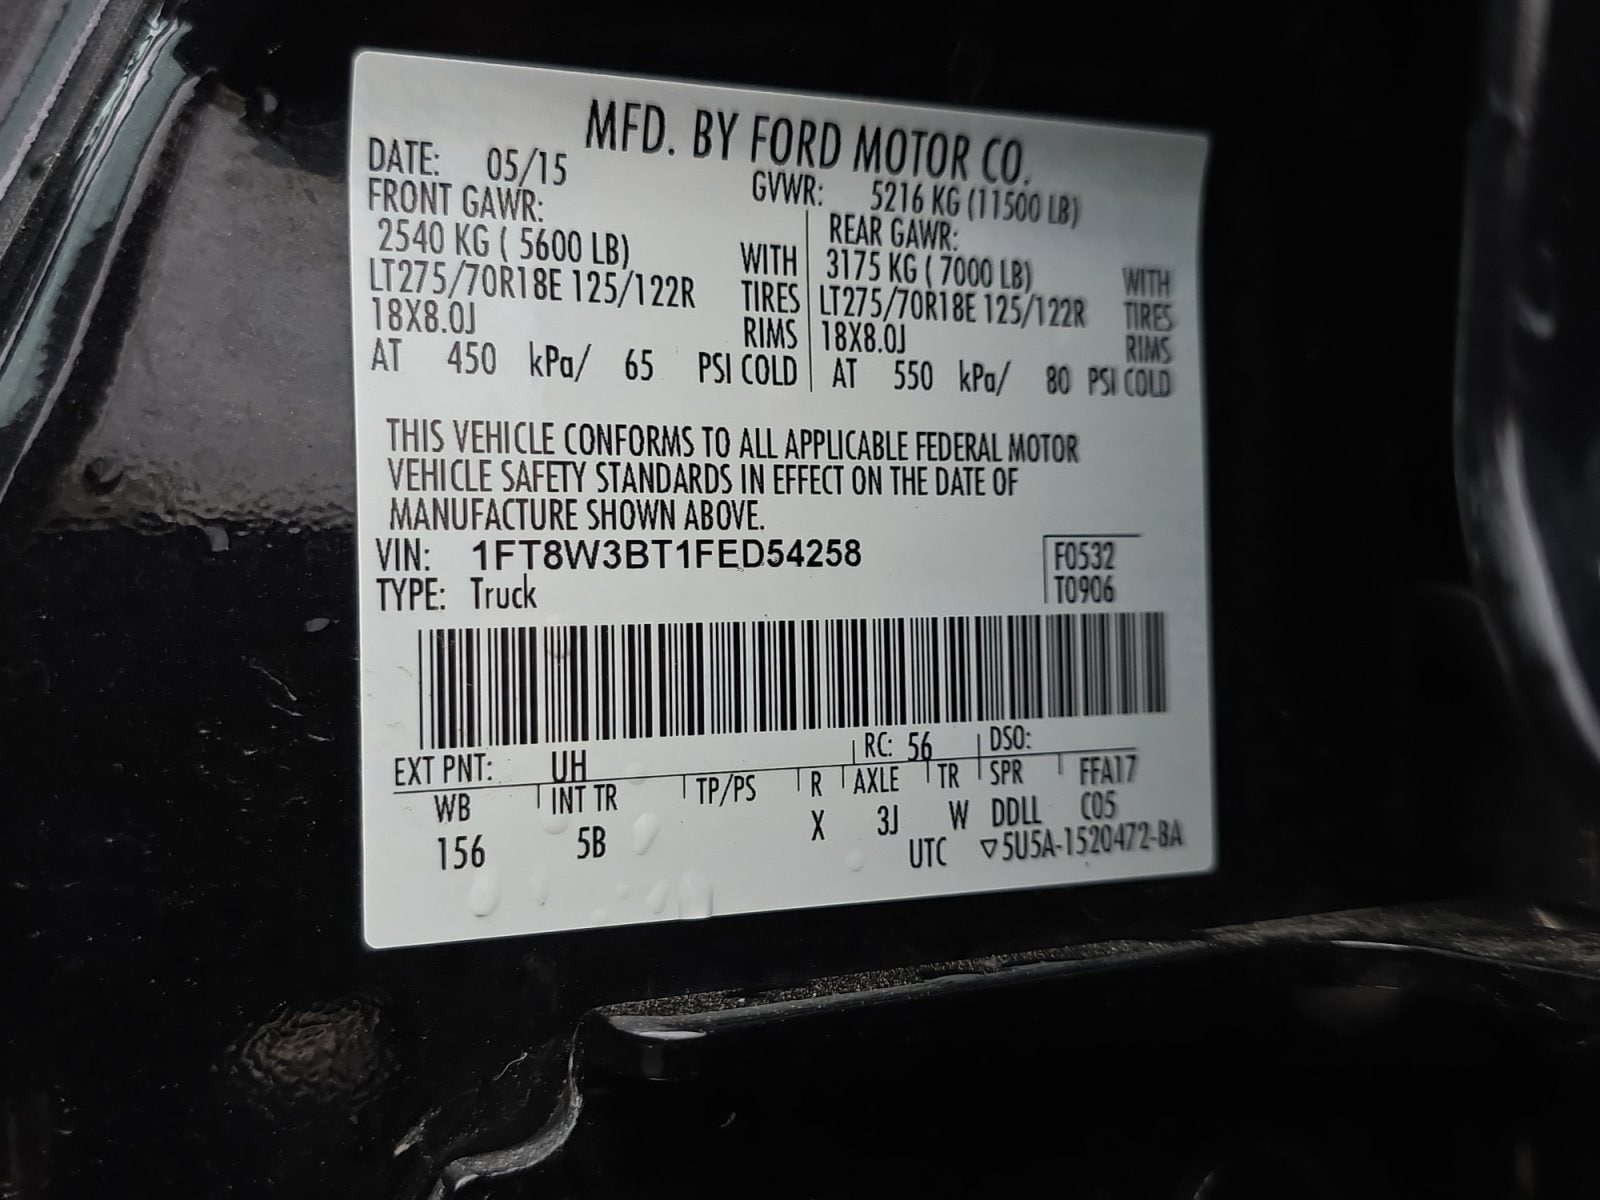 MFD. BY FORD MOTOR CO.
DATE: 05/15 GVWR: 5216 KG (11500 LB)
FRONT GAWR: REAR GAWR:
2540 KG ( 5600 LB) WITH 3175 KG ( 7000 LB) WITH
LT275/70R18E 125/122R TIRES LT275/70R18E 125/122R TIRES
18X8.0J RIMS 18X8.0J RIMS
AT 450 kPa/ 65 PSI COLD AT 550 kPa/ 80 PSI COLD
THIS VEHICLE CONFORMS TO ALL APPLICABLE FEDERAL MOTOR
VEHICLE SAFETY STANDARDS IN EFFECT ON THE DATE OF
MANUFACTURE SHOWN ABOVE.
VIN: 1FT8W3BT1FED54258 F0532
TYPE: Truck T0906
EXT PNT: UH RC: 56 DSO:
WB INT TR TP/PS R AXLE TR SPR FFA17
156 5B X 3J W DDLL C05
UTC ▽5U5A-1520472-BA